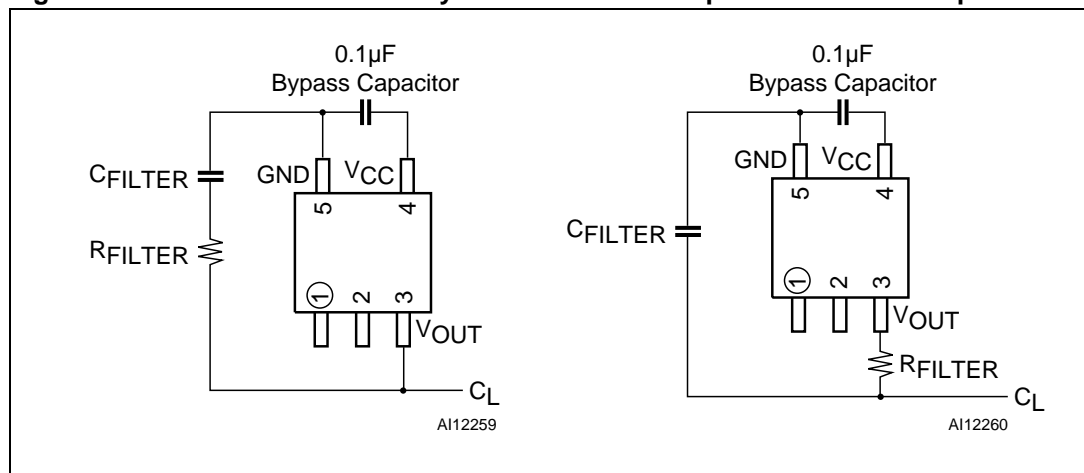 0.1µF
Bypass Capacitor
CFILTER
GND
VCC
5
4
RFILTER
1
2
3
VOUT
CL
AI12259
0.1µF
Bypass Capacitor
GND
VCC
5
4
CFILTER
1
2
3
VOUT
RFILTER
CL
AI12260